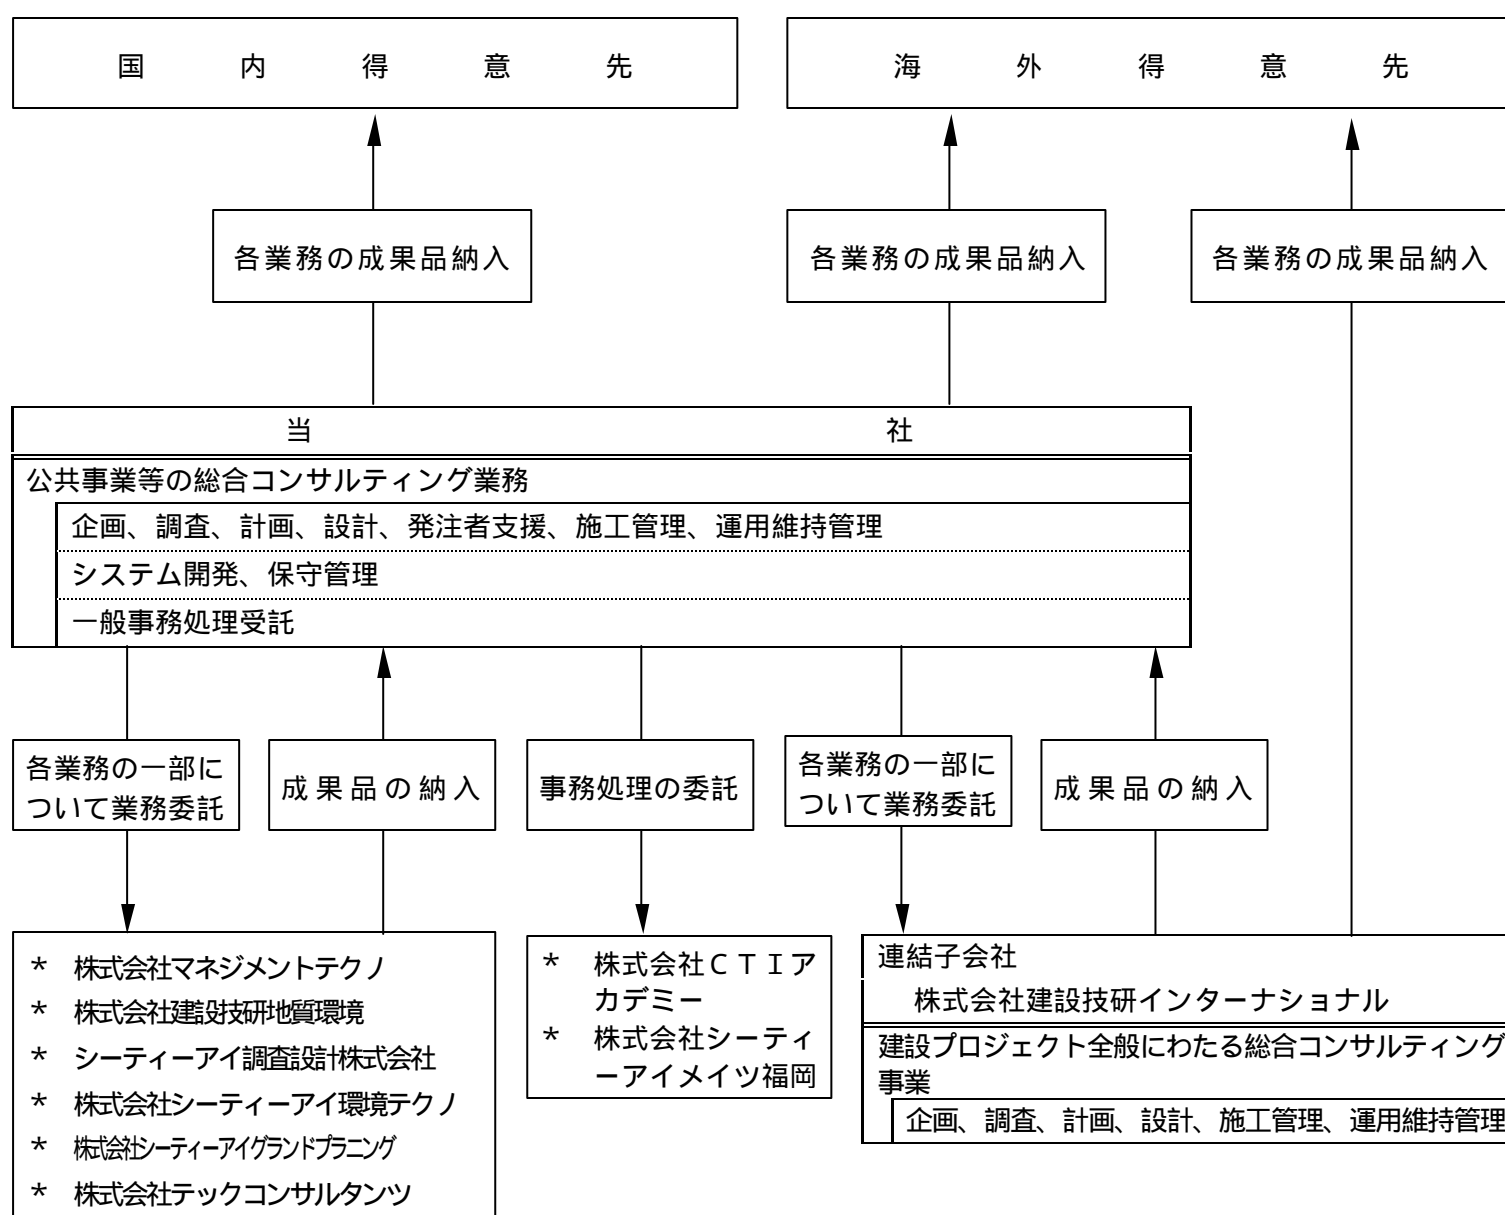 国内得意先
海外得意先
各業務の成果品納入
各業務の成果品納入
各業務の成果品納入
当社
公共事業等の総合コンサルティング業務
企画、調査、計画、設計、発注者支援、施工管理、運用維持管理
システム開発、保守管理
一般事務処理受託
各業務の一部に
ついて業務委託
成果品の納入
事務処理の委託
各業務の一部に
ついて業務委託
成果品の納入
* 株式会社マネジメントテクノ
* 株式会社建設技研地質環境
* シーティーアイ調査設計株式会社
* 株式会社シーティーアイ環境テクノ
* 株式会社シーティーアイグランドプラニング
* 株式会社テックコンサルタンツ
* 株式会社ＣＴＩア
カデミー
* 株式会社シーティ
ーアイメイツ福岡
連結子会社
株式会社建設技研インターナショナル
建設プロジェクト全般にわたる総合コンサルティング
事業
企画、調査、計画、設計、施工管理、運用維持管理